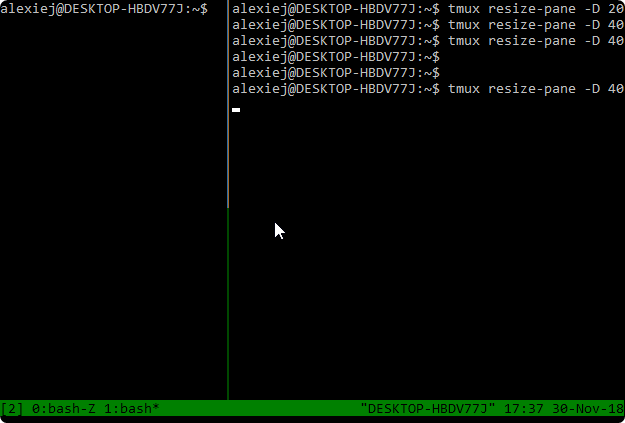 alexiej@DESKTOP-HBDV77J:~$
alexiej@DESKTOP-HBDV77J:~$ tmux resize-pane -D 20
alexiej@DESKTOP-HBDV77J:~$ tmux resize-pane -D 40
alexiej@DESKTOP-HBDV77J:~$ tmux resize-pane -D 40
alexiej@DESKTOP-HBDV77J:~$
alexiej@DESKTOP-HBDV77J:~$
alexiej@DESKTOP-HBDV77J:~$ tmux resize-pane -D 40
[2] 0:bash-Z 1:bash* "DESKTOP-HBDV77J" 17:37 30-Nov-18